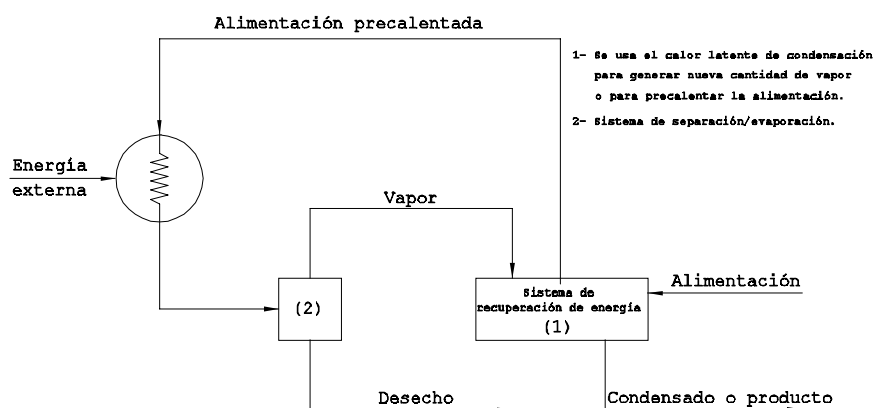 Alimentación precalentada
1- Se usa el calor latente de condensación
para generar nueva cantidad de vapor
o para precalentar la alimentación.
2- Sistema de separación/evaporación.
Energía
externa
Vapor
Alimentación
Sistema de
recuperación de energía
(1)
(2)
Desecho
Condensado o producto